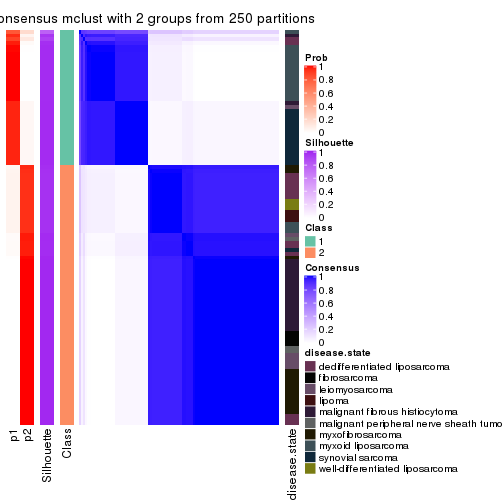 onsensus mclust with 2 groups from 250 partitions
Prob
1
0.8
0.6
0.4
0.2
0
Silhouette
1
0.8
0.6
0.4
0.2
0
Class
1
2
Consensus
1
0.8
0.6
0.4
0.2
0
disease.state
dedifferentiated liposarcoma
fibrosarcoma
leiomyosarcoma
lipoma
malignant fibrous histiocytoma
malignant peripheral nerve sheath tumo
myxofibrosarcoma
myxoid liposarcoma
synovial sarcoma
well-differentiated liposarcoma
p1
p2
Silhouette
Class
disease.state